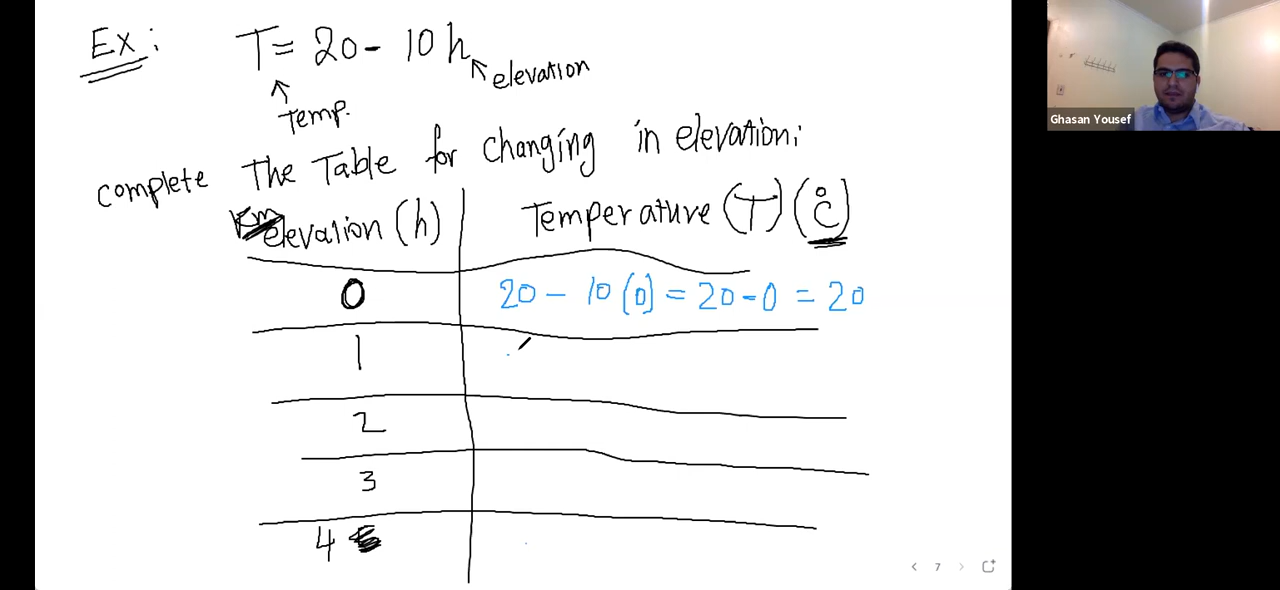 Ex: T = 20 - 10 h
↖ elevation
↑
Temp.
complete The Table for changing in elevation:
Km
elevation (h) Temperature (T) (°C)
0 20 - 10 (0) = 20 - 0 = 20
1
2
3
4
7
Ghasan Yousef